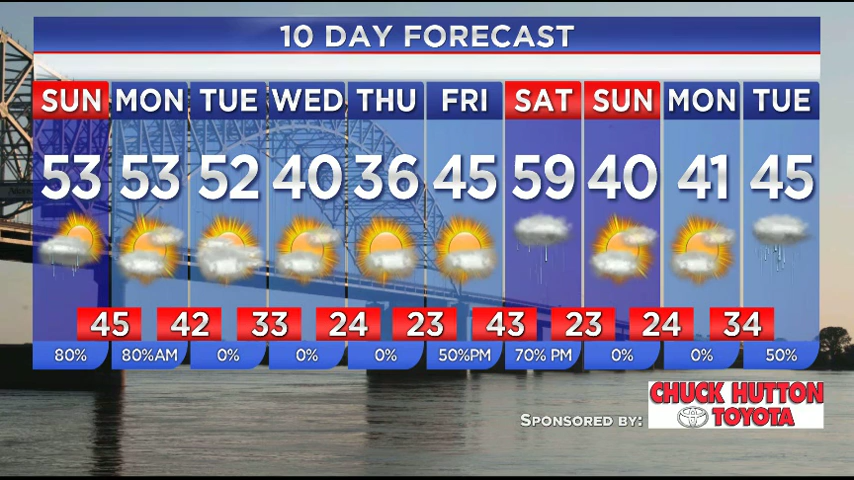 10 DAY FORECAST
SUN MON TUE WED THU FRI SAT SUN MON TUE
53 53 52 40 36 45 59 40 41 45
45 42 33 24 23 43 23 24 34
80% 80%AM 0% 0% 0% 50%PM 70% PM 0% 0% 50%
SPONSORED BY:
CHUCK HUTTON
TOYOTA